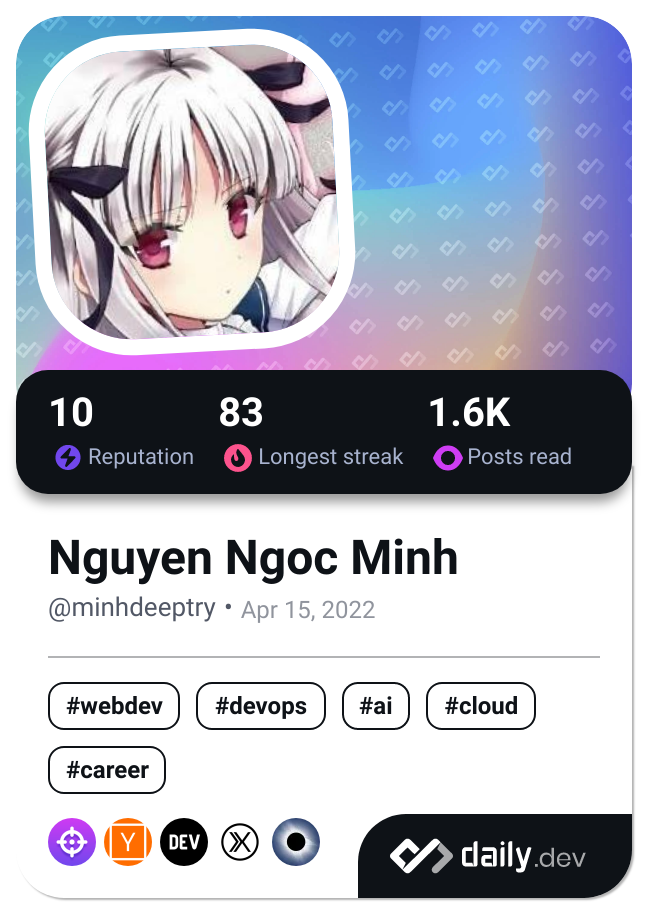 10 83 1.6K
Reputation Longest streak Posts read
Nguyen Ngoc Minh
@minhdeeptry • Apr 15, 2022
#webdev #devops #ai #cloud
#career
Y DEV daily.dev